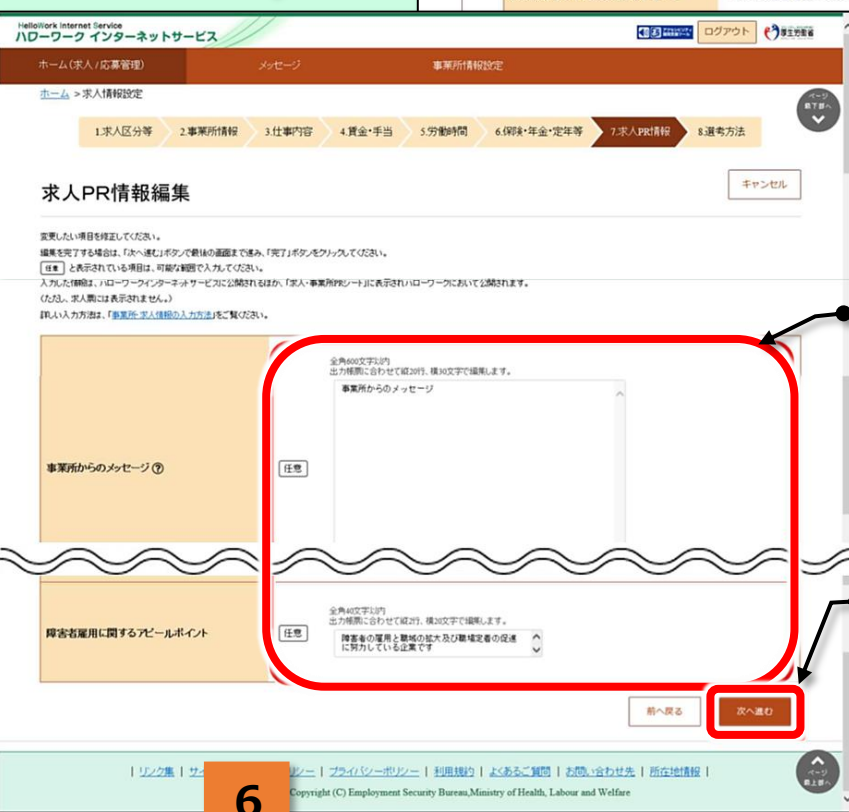 HelloWork Internet Service
ハローワーク インターネットサービス
ログアウト
厚生労働省
ホーム(求人/応募管理)
メッセージ
事業所情報設定
ホーム > 求人情報設定
ページ
最下部へ
1.求人区分等
2.事業所情報
3.仕事内容
4.賃金・手当
5.労働時間
6.保険・年金・定年等
7.求人PR情報
8.選考方法
求人PR情報編集
キャンセル
変更したい項目を修正してください。
編集を完了する場合は、「次へ進む」ボタンで最後の画面まで進み、「完了」ボタンをクリックしてください。
任意 と表示されている項目は、可能な範囲で入力してください。
入力した情報は、ハローワークインターネットサービスに公開されるほか、「求人・事業所PRシート」に表示されハローワークにおいて公開されます。
(ただし、求人票には表示されません。)
詳しい入力方法は、「事業所・求人情報の入力方法」をご覧ください。
全角600文字以内
出力帳票に合わせて縦20行、横30文字で編集します。
事業所からのメッセージ
事業所からのメッセージ ?
任意
全角40文字以内
出力帳票に合わせて縦2行、横20文字で編集します。
障害者雇用に関するアピールポイント
任意
障害者の雇用と職域の拡大及び職場定着の促進
に努力している企業です
前へ戻る
次へ進む
| リンク集 | サイ
リシー | プライバシーポリシー | 利用規約 | よくあるご質問 | お問い合わせ先 | 所在地情報 |
ページ
最上部へ
6
Copyright (C) Employment Security Bureau,Ministry of Health, Labour and Welfare